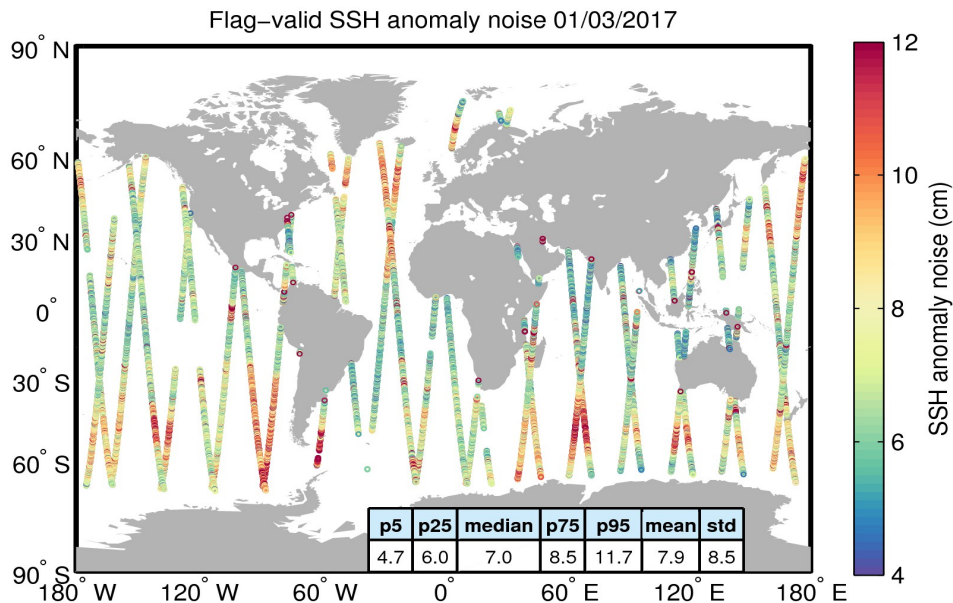 Flag−valid SSH anomaly noise 01/03/2017
90° N
60° N
30° N
0°
30° S
60° S
90° S
180° W
120° W
60° W
0°
60° E
120° E
180° E
p5 p25 median p75 p95 mean std
4.7 6.0 7.0 8.5 11.7 7.9 8.5
12
10
8
6
4
SSH anomaly noise (cm)